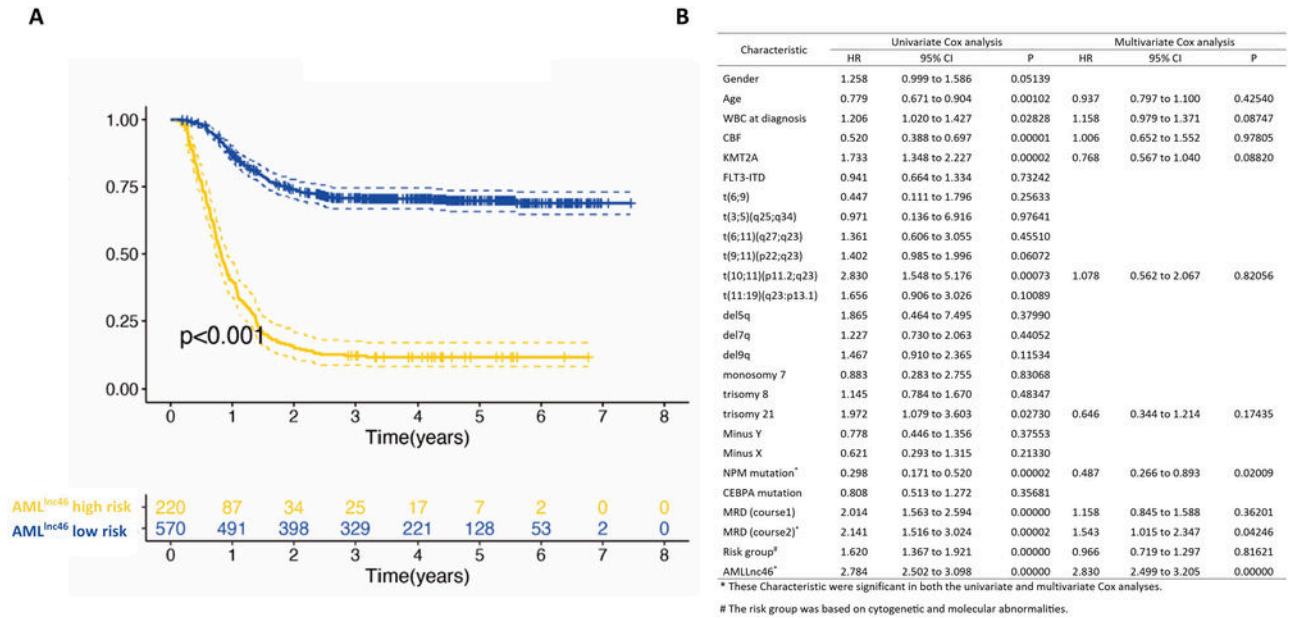 A
1.00
0.75
0.50
0.25
0.00
p<0.001
0 1 2 3 4 5 6 7 8
Time(years)
AML^lnc46 high risk 220 87 34 25 17 7 2 0 0
AML^lnc46 low risk 570 491 398 329 221 128 53 2 0
0 1 2 3 4 5 6 7 8
Time(years)
B
Characteristic Univariate Cox analysis Multivariate Cox analysis
HR 95% CI P HR 95% CI P
Gender 1.258 0.999 to 1.586 0.05139
Age 0.779 0.671 to 0.904 0.00102 0.937 0.797 to 1.100 0.42540
WBC at diagnosis 1.206 1.020 to 1.427 0.02828 1.158 0.979 to 1.371 0.08747
CBF 0.520 0.388 to 0.697 0.00001 1.006 0.652 to 1.552 0.97805
KMT2A 1.733 1.348 to 2.227 0.00002 0.768 0.567 to 1.040 0.08820
FLT3-ITD 0.941 0.664 to 1.334 0.73242
t(6;9) 0.447 0.111 to 1.796 0.25633
t(3;5)(q25;q34) 0.971 0.136 to 6.916 0.97641
t(6;11)(q27;q23) 1.361 0.606 to 3.055 0.45510
t(9;11)(p22;q23) 1.402 0.985 to 1.996 0.06072
t(10;11)(p11.2;q23) 2.830 1.548 to 5.176 0.00073 1.078 0.562 to 2.067 0.82056
t(11:19)(q23:p13.1) 1.656 0.906 to 3.026 0.10089
del5q 1.865 0.464 to 7.495 0.37990
del7q 1.227 0.730 to 2.063 0.44052
del9q 1.467 0.910 to 2.365 0.11534
monosomy 7 0.883 0.283 to 2.755 0.83068
trisomy 8 1.145 0.784 to 1.670 0.48347
trisomy 21 1.972 1.079 to 3.603 0.02730 0.646 0.344 to 1.214 0.17435
Minus Y 0.778 0.446 to 1.356 0.37553
Minus X 0.621 0.293 to 1.315 0.21330
NPM mutation* 0.298 0.171 to 0.520 0.00002 0.487 0.266 to 0.893 0.02009
CEBPA mutation 0.808 0.513 to 1.272 0.35681
MRD (course1) 2.014 1.563 to 2.594 0.00000 1.158 0.845 to 1.588 0.36201
MRD (course2)* 2.141 1.516 to 3.024 0.00002 1.543 1.015 to 2.347 0.04246
Risk group# 1.620 1.367 to 1.921 0.00000 0.966 0.719 to 1.297 0.81621
AMLLnc46* 2.784 2.502 to 3.098 0.00000 2.830 2.499 to 3.205 0.00000
* These Characteristic were significant in both the univariate and multivariate Cox analyses.
# The risk group was based on cytogenetic and molecular abnormalities.